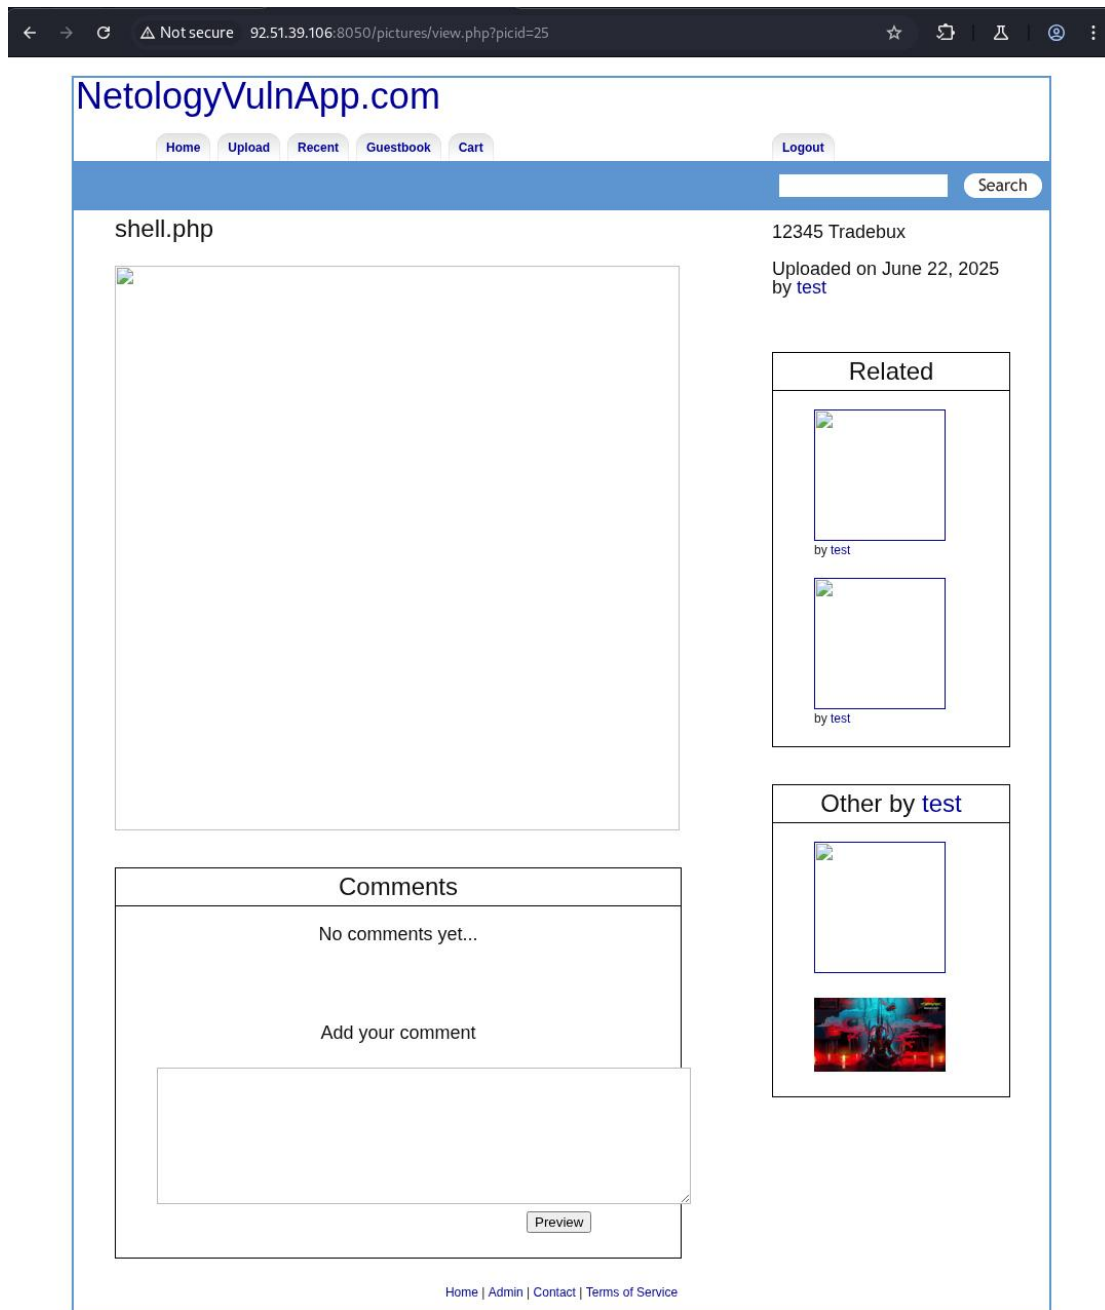 Not secure 92.51.39.106:8050/pictures/view.php?picid=25
NetologyVulnApp.com
Home Upload Recent Guestbook Cart Logout
Search
shell.php
12345 Tradebux
Uploaded on June 22, 2025
by test
Related
by test
by test
Other by test
Comments
No comments yet...
Add your comment
Preview
Home | Admin | Contact | Terms of Service